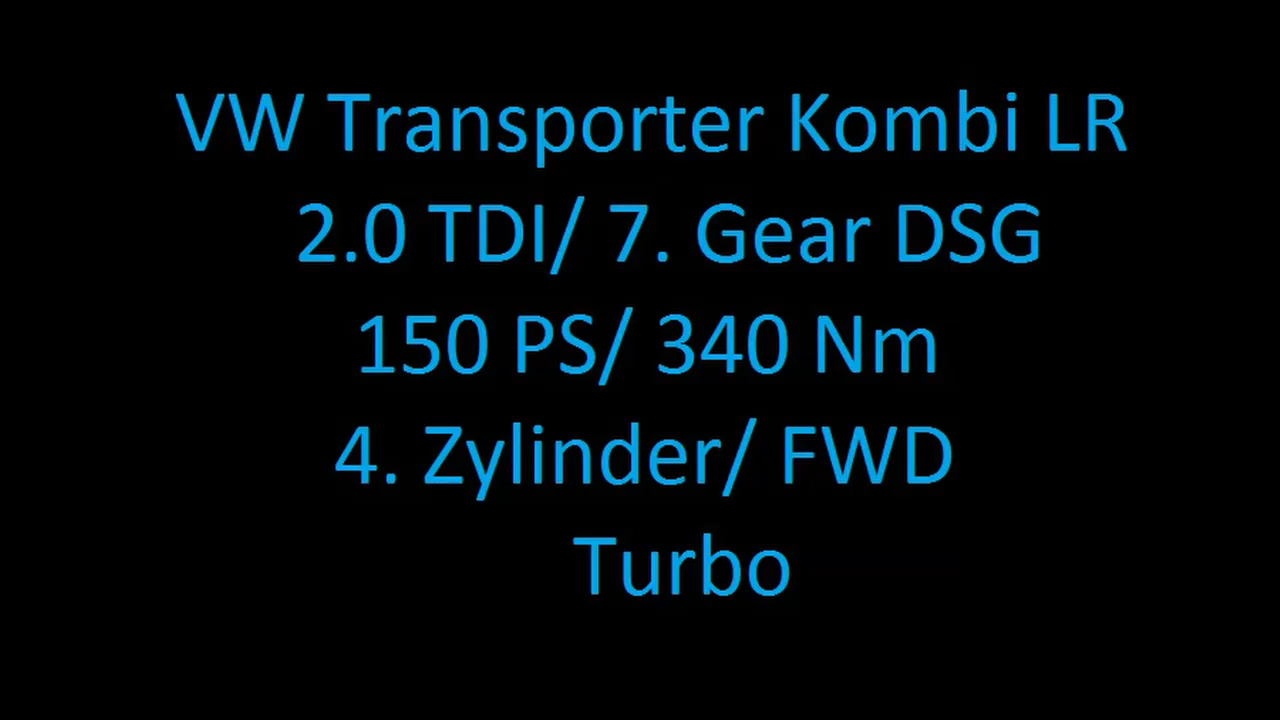 VW Transporter Kombi LR
2.0 TDI/ 7. Gear DSG
150 PS/ 340 Nm
4. Zylinder/ FWD
Turbo